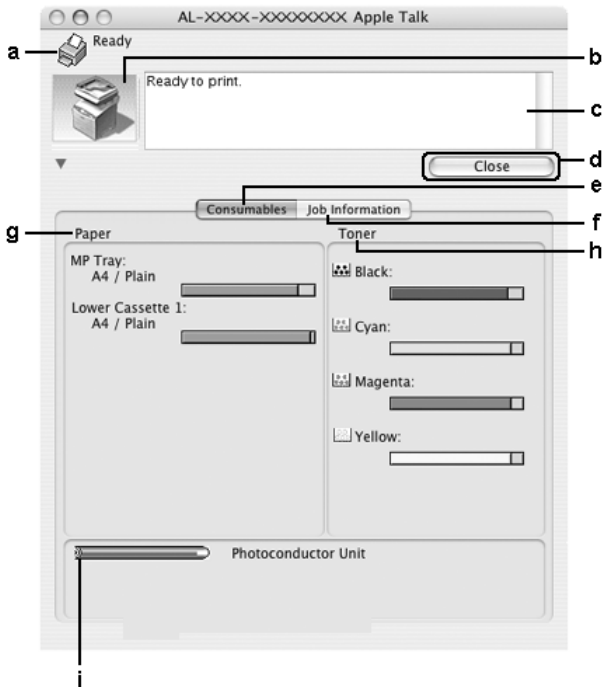 AL-XXXX-XXXXXXXX Apple Talk
a
Ready
b
Ready to print.
c
d
Close
e
Consumables
Job Information
f
g
Paper
Toner
h
MP Tray:
A4 / Plain
Black:
Lower Cassette 1:
A4 / Plain
Cyan:
Magenta:
Yellow:
Photoconductor Unit
i